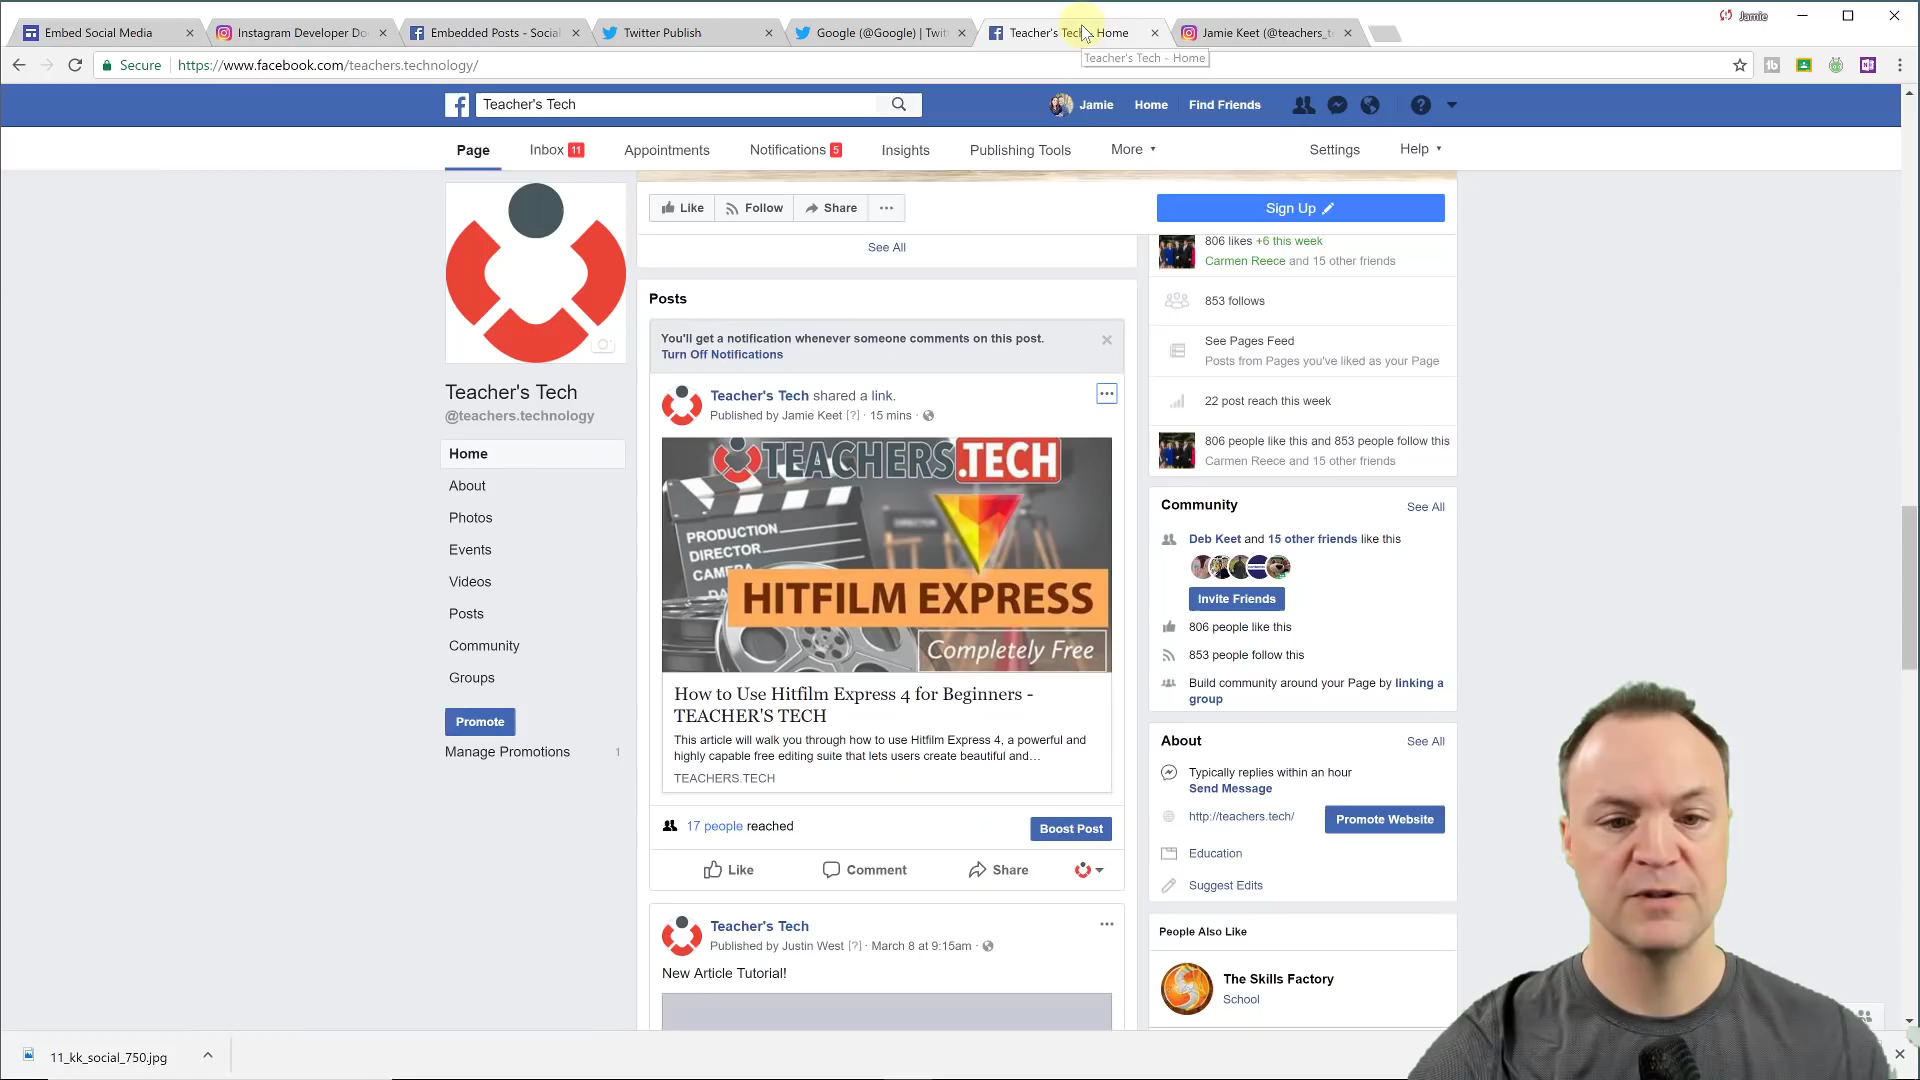 Embed Social Media
Instagram Developer Do
Embedded Posts - Social
Twitter Publish
Google (@Google) | Twit
Teacher's Tech - Home
Jamie Keet (@teachers_t
Jamie
Teacher's Tech - Home
Secure
https://www.facebook.com/teachers.technology/
Teacher's Tech
Jamie
Home
Find Friends
Page
Inbox 11
Appointments
Notifications 5
Insights
Publishing Tools
More
Settings
Help
Like
Follow
Share
Sign Up
See All
806 likes +6 this week
Carmen Reece and 15 other friends
853 follows
See Pages Feed
Posts from Pages you've liked as your Page
22 post reach this week
806 people like this and 853 people follow this
Carmen Reece and 15 other friends
Teacher's Tech
@teachers.technology
Home
About
Photos
Events
Videos
Posts
Community
Groups
Promote
Manage Promotions 1
Posts
You'll get a notification whenever someone comments on this post.
Turn Off Notifications
Teacher's Tech shared a link.
Published by Jamie Keet [?] · 15 mins ·
TEACHERS.TECH
PRODUCTION
DIRECTOR
CAMERA
HITFILM EXPRESS
Completely Free
How to Use Hitfilm Express 4 for Beginners -
TEACHER'S TECH
This article will walk you through how to use Hitfilm Express 4, a powerful and
highly capable free editing suite that lets users create beautiful and…
TEACHERS.TECH
17 people reached
Boost Post
Like
Comment
Share
Teacher's Tech
Published by Justin West [?] · March 8 at 9:15am ·
New Article Tutorial!
Community
See All
Deb Keet and 15 other friends like this
Invite Friends
806 people like this
853 people follow this
Build community around your Page by linking a
group
About
See All
Typically replies within an hour
Send Message
http://teachers.tech/
Promote Website
Education
Suggest Edits
People Also Like
The Skills Factory
School
11_kk_social_750.jpg